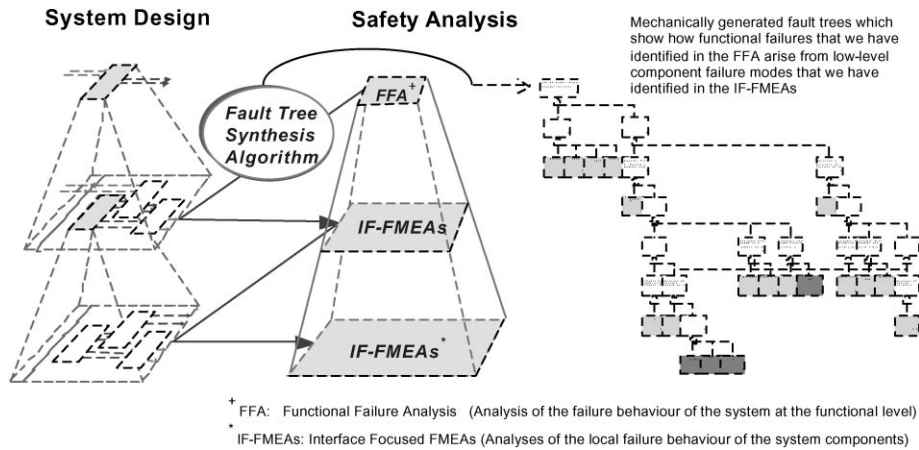 System Design
Safety Analysis
Mechanically generated fault trees which
show how functional failures that we have
identified in the FFA arise from low-level
component failure modes that we have
identified in the IF-FMEAs
FFA+
Fault Tree
Synthesis
Algorithm
IF-FMEAs
IF-FMEAs*
+ FFA: Functional Failure Analysis (Analysis of the failure behaviour of the system at the functional level)
* IF-FMEAs: Interface Focused FMEAs (Analyses of the local failure behaviour of the system components)